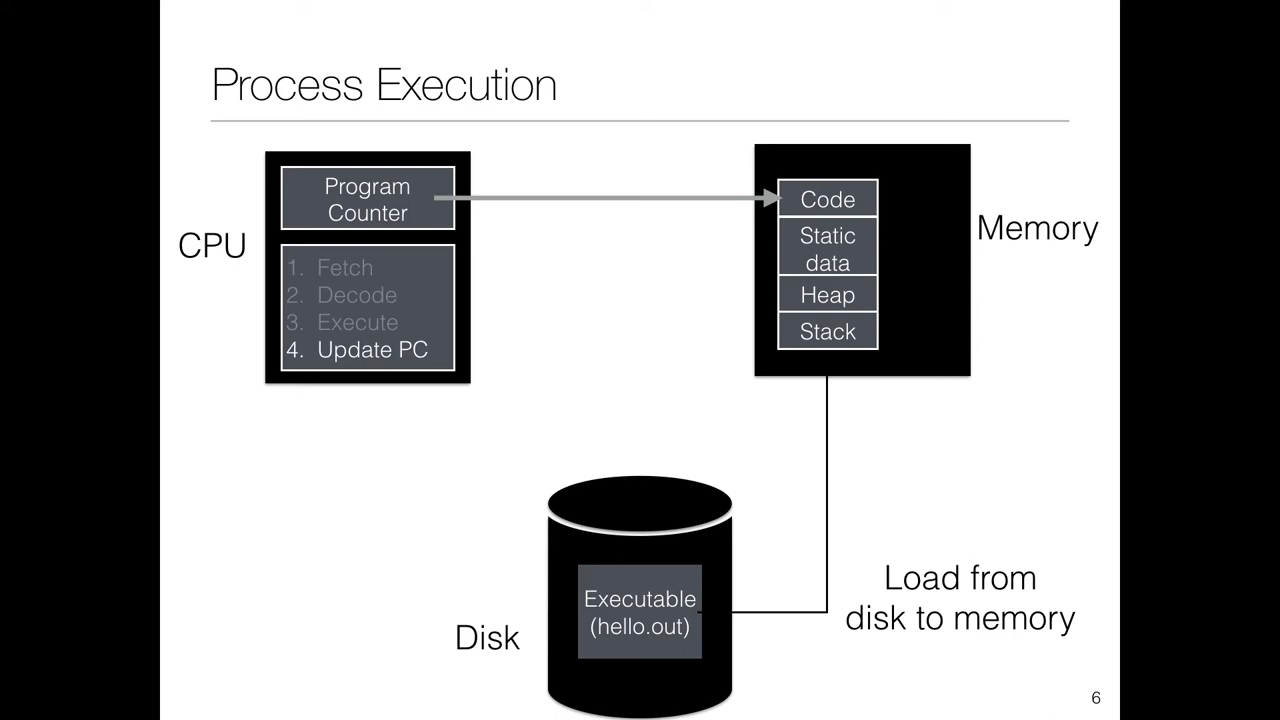 Process Execution
Program
Counter
CPU
1. Fetch
2. Decode
3. Execute
4. Update PC
Code
Static
data
Heap
Stack
Memory
Executable
(hello.out)
Disk
Load from
disk to memory
6